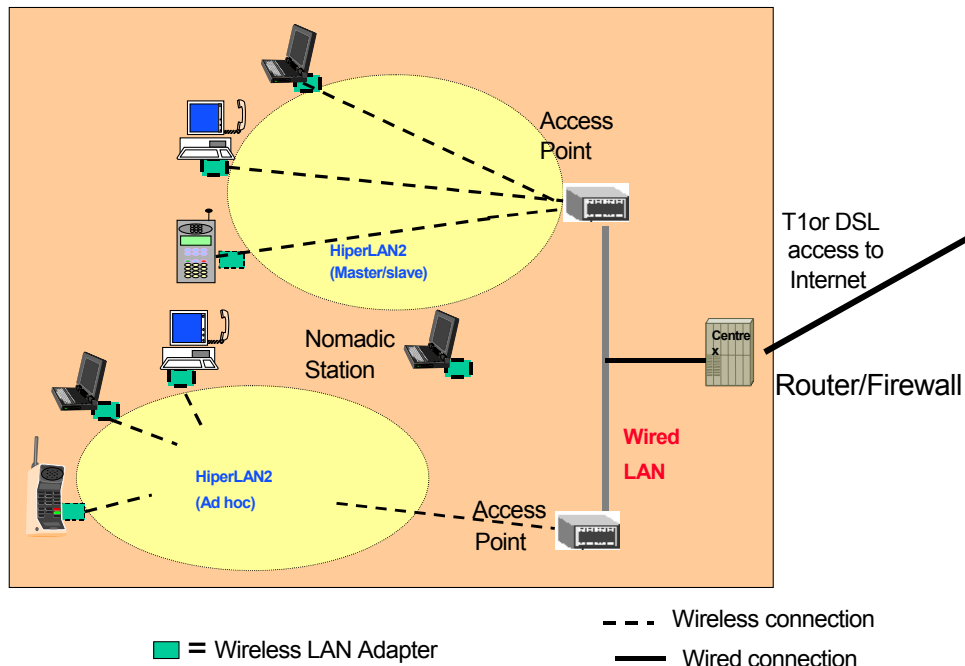 Access
Point
HiperLAN2
(Master/slave)
T1or DSL
access to
Internet
Nomadic
Station
Centre
x
Router/Firewall
Wired
LAN
HiperLAN2
(Ad hoc)
Access
Point
= Wireless LAN Adapter
Wireless connection
Wired connection